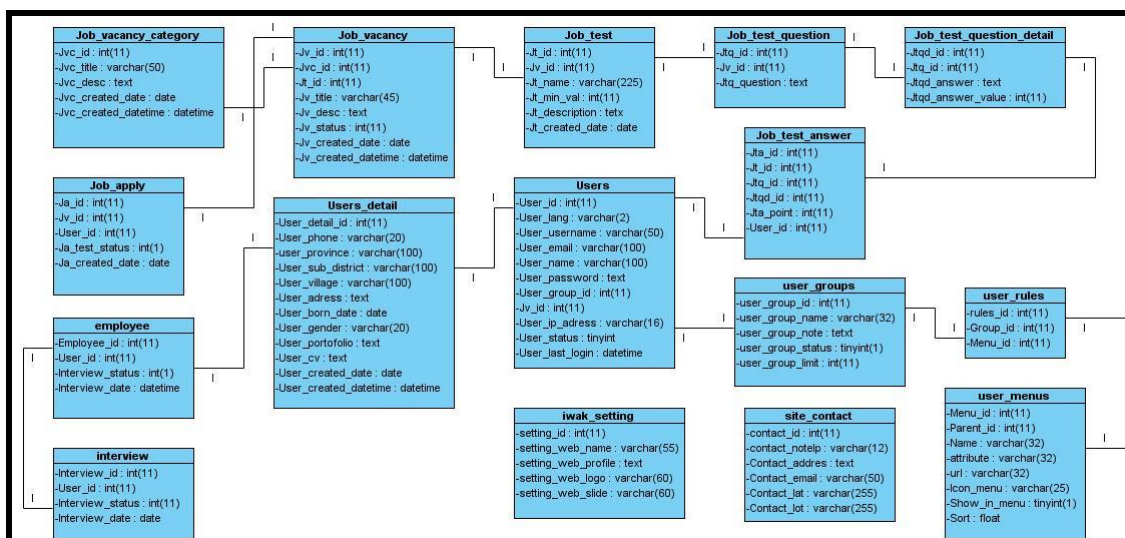 Job_vacancy_category
-Jvc_id : int(11)
-Jvc_title : varchar(50)
-Jvc_desc : text
-Jvc_created_date : date
-Jvc_created_datetime : datetime
Job_vacancy
-Jv_id : int(11)
-Jvc_id : int(11)
-Jt_id : int(11)
-Jv_title : varchar(45)
-Jv_desc : text
-Jv_status : int(11)
-Jv_created_date : date
-Jv_created_datetime : datetime
Job_test
-Jt_id : int(11)
-Jv_id : int(11)
-Jt_name : varchar(225)
-Jt_min_val : int(11)
-Jt_description : tetx
-Jt_created_date : date
Job_test_question
-Jtq_id : int(11)
-Jv_id : int(11)
-Jtq_question : text
Job_test_question_detail
-Jtqd_id : int(11)
-Jtq_id : int(11)
-Jtqd_answer : text
-Jtqd_answer_value : int(11)
Job_test_answer
-Jta_id : int(11)
-Jt_id : int(11)
-Jtq_id : int(11)
-Jtqd_id : int(11)
-Jta_point : int(11)
-User_id : int(11)
Job_apply
-Ja_id : int(11)
-Jv_id : int(11)
-User_id : int(11)
-Ja_test_status : int(1)
-Ja_created_date : date
Users_detail
-User_detail_id : int(11)
-User_phone : varchar(20)
-user_province : varchar(100)
-User_sub_district : varchar(100)
-User_village : varchar(100)
-User_adress : text
-User_born_date : date
-User_gender : varchar(20)
-User_portofolio : text
-User_cv : text
-User_created_date : date
-User_created_datetime : datetime
Users
-User_id : int(11)
-User_lang : varchar(2)
-User_username : varchar(50)
-User_email : varchar(100)
-User_name : varchar(100)
-User_password : text
-User_group_id : int(11)
-Jv_id : int(11)
-User_ip_adress : varchar(16)
-User_status : tinyint
-User_last_login : datetime
user_groups
-user_group_id : int(11)
-user_group_name : varchar(32)
-user_group_note : tetxt
-user_group_status : tinyint(1)
-user_group_limit : int(11)
user_rules
-rules_id : int(11)
-Group_id : int(11)
-Menu_id : int(11)
employee
-Employee_id : int(11)
-User_id : int(11)
-Interview_status : int(1)
-Interview_date : datetime
interview
-Interview_id : int(11)
-User_id : int(11)
-Interview_status : int(11)
-Interview_date : date
iwak_setting
-setting_id : int(11)
-setting_web_name : varchar(55)
-setting_web_profile : text
-setting_web_logo : varchar(60)
-setting_web_slide : varchar(60)
site_contact
-contact_id : int(11)
-contact_notelp : varchar(12)
-Contact_addres : text
-Contact_email : varchar(50)
-Contact_lat : varchar(255)
-Contact_lot : varchar(255)
user_menus
-Menu_id : int(11)
-Parent_id : int(11)
-Name : varchar(32)
-attribute : varchar(32)
-url : varchar(32)
-Icon_menu : varchar(25)
-Show_in_menu : tinyint(1)
-Sort : float